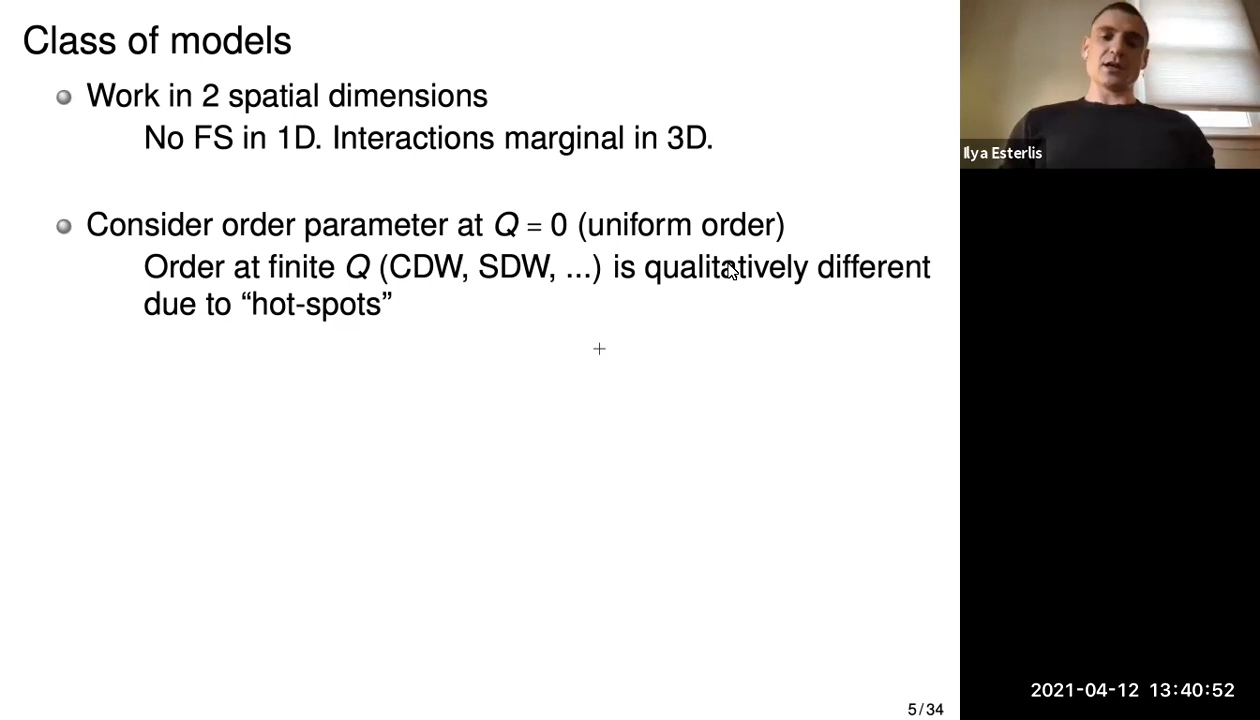 Class of models
Work in 2 spatial dimensions
No FS in 1D. Interactions marginal in 3D.
Consider order parameter at Q = 0 (uniform order)
Order at finite Q (CDW, SDW, ...) is qualitatively different
due to “hot-spots”
5/34
Ilya Esterlis
2021-04-12 13:40:52